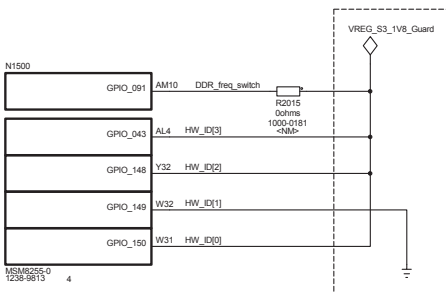 VREG_S3_1V8_Guard
N1500
GPIO_091 AM10 DDR_freq_switch
R2015
0ohms
1000-0181
<NM>
GPIO_043 AL4 HW_ID[3]
GPIO_148 Y32 HW_ID[2]
GPIO_149 W32 HW_ID[1]
GPIO_150 W31 HW_ID[0]
MSM8255-0
1238-9813 4